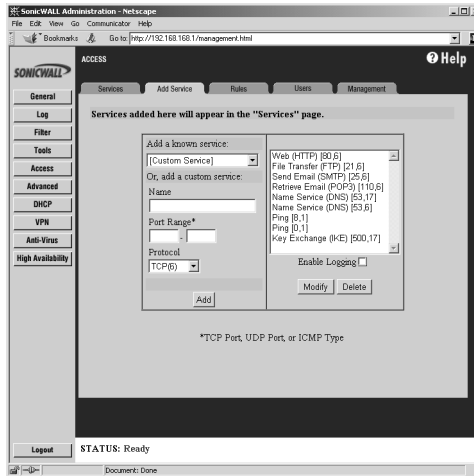 SonicWALL Administration - Netscape
File Edit View Go Communicator Help
Bookmarks Go to: http://192.168.168.1/management.html
SONICWALL
ACCESS
Help
Services Add Service Rules Users Management
General
Log
Filter
Tools
Access
Advanced
DHCP
VPN
Anti-Virus
High Availability
Logout
Services added here will appear in the "Services" page.
Add a known service:
[Custom Service]
Or, add a custom service:
Name
Port Range*
-
Protocol
TCP(6)
Add
Web (HTTP) [80,6]
File Transfer (FTP) [21,6]
Send Email (SMTP) [25,6]
Retrieve Email (POP3) [110,6]
Name Service (DNS) [53,17]
Name Service (DNS) [53,6]
Ping [8,1]
Ping [0,1]
Key Exchange (IKE) [500,17]
Enable Logging
Modify Delete
*TCP Port, UDP Port, or ICMP Type
STATUS: Ready
Document: Done